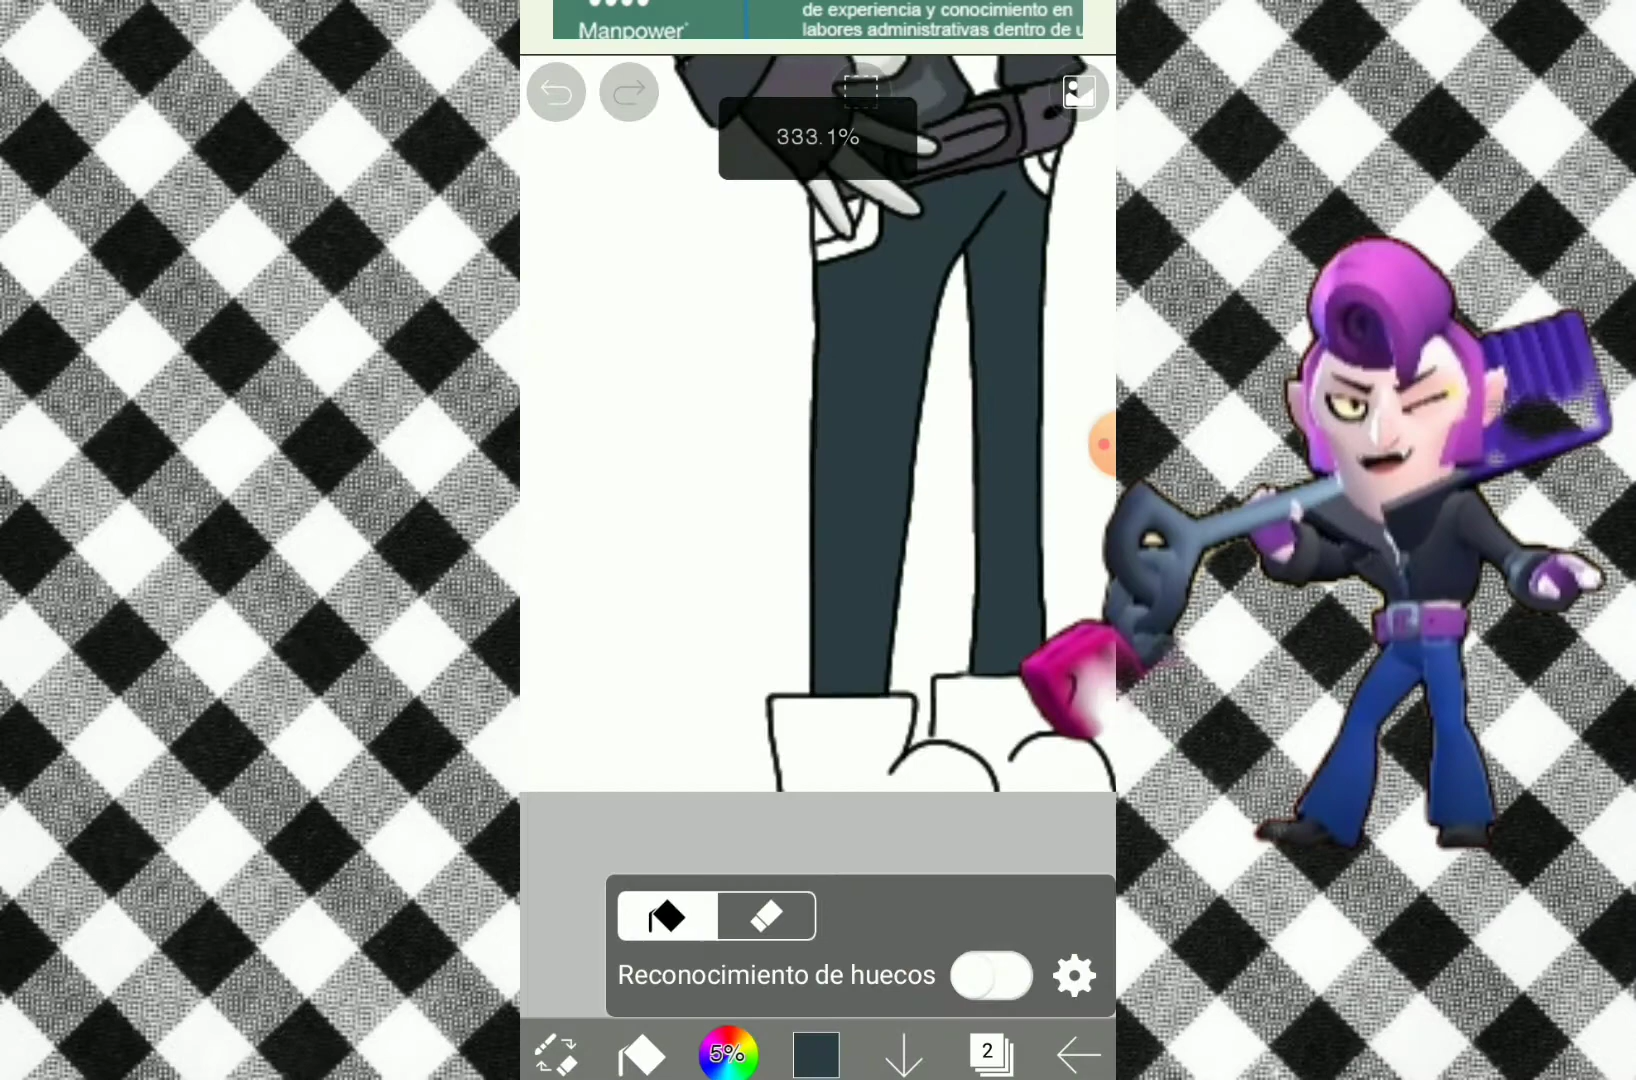 Manpower
de experiencia y conocimiento en
labores administrativas dentro de u
333.1%
Reconocimiento de huecos
5%
2